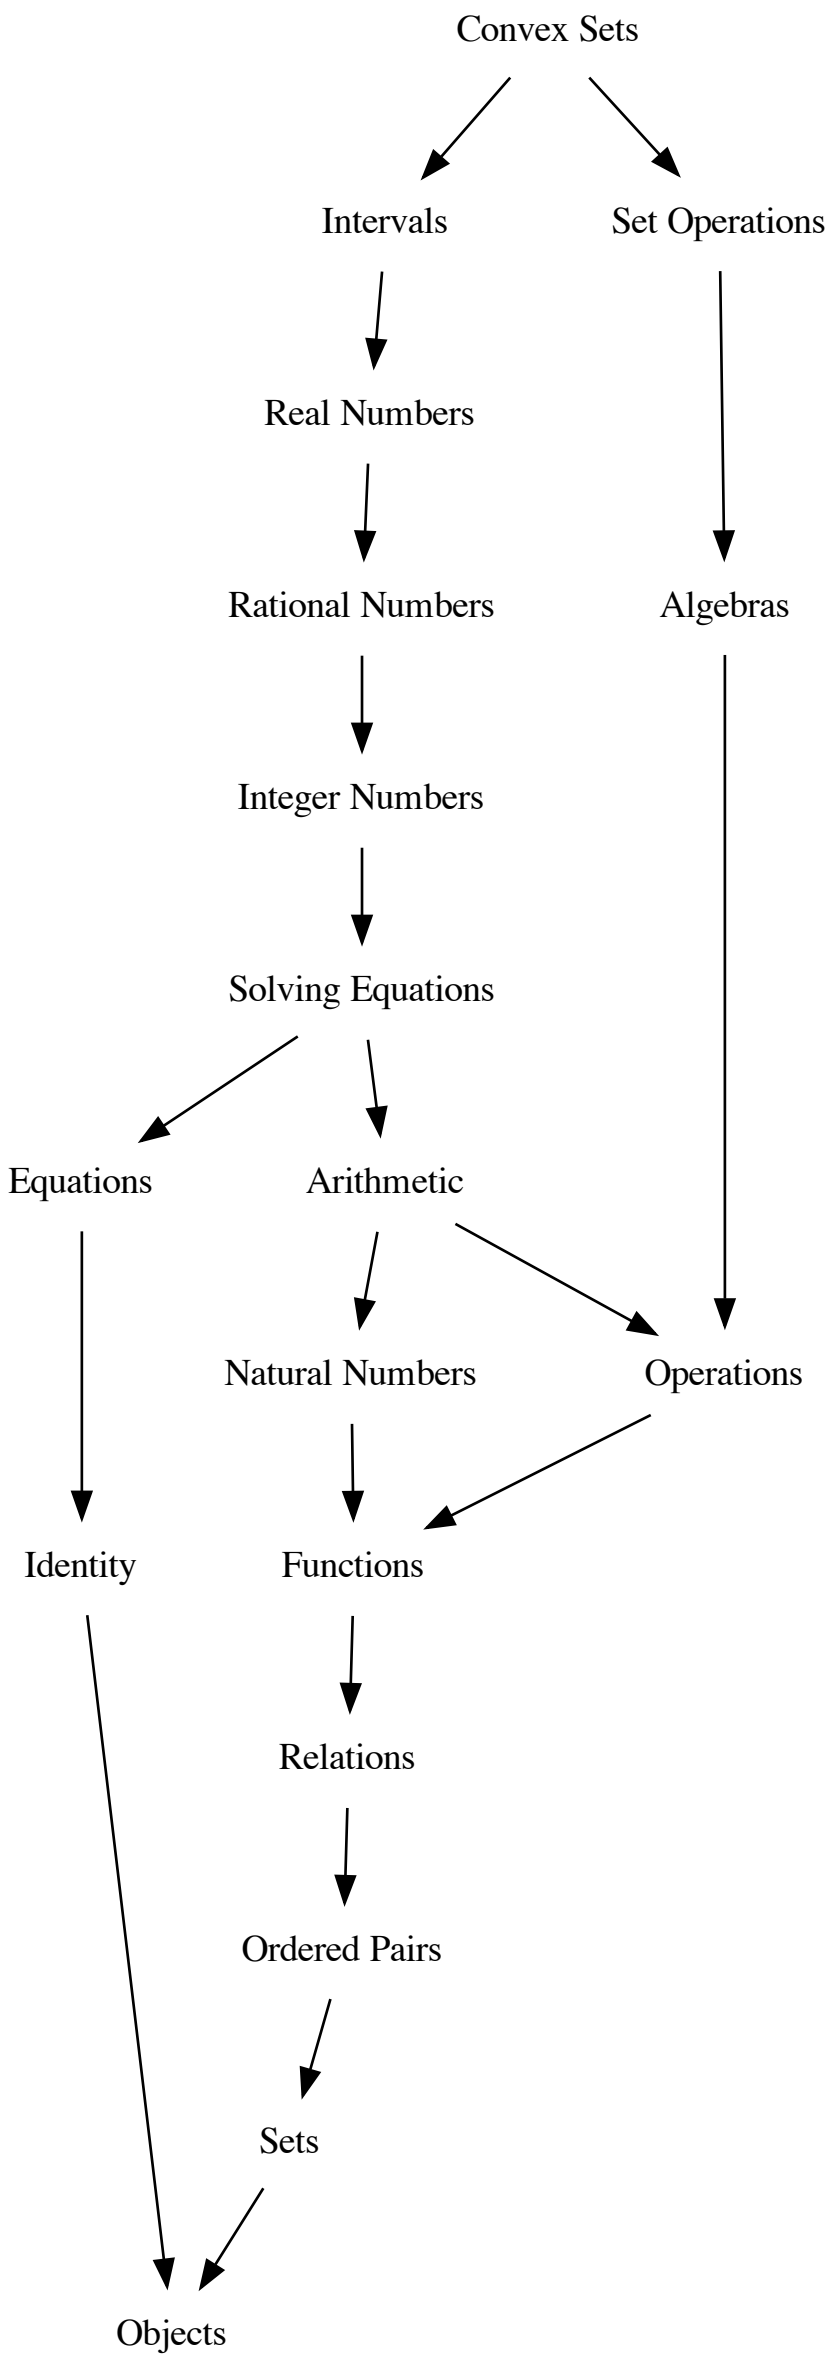 Convex Sets
Intervals
Set Operations
Real Numbers
Rational Numbers
Algebras
Integer Numbers
Solving Equations
Equations
Arithmetic
Natural Numbers
Operations
Identity
Functions
Relations
Ordered Pairs
Sets
Objects